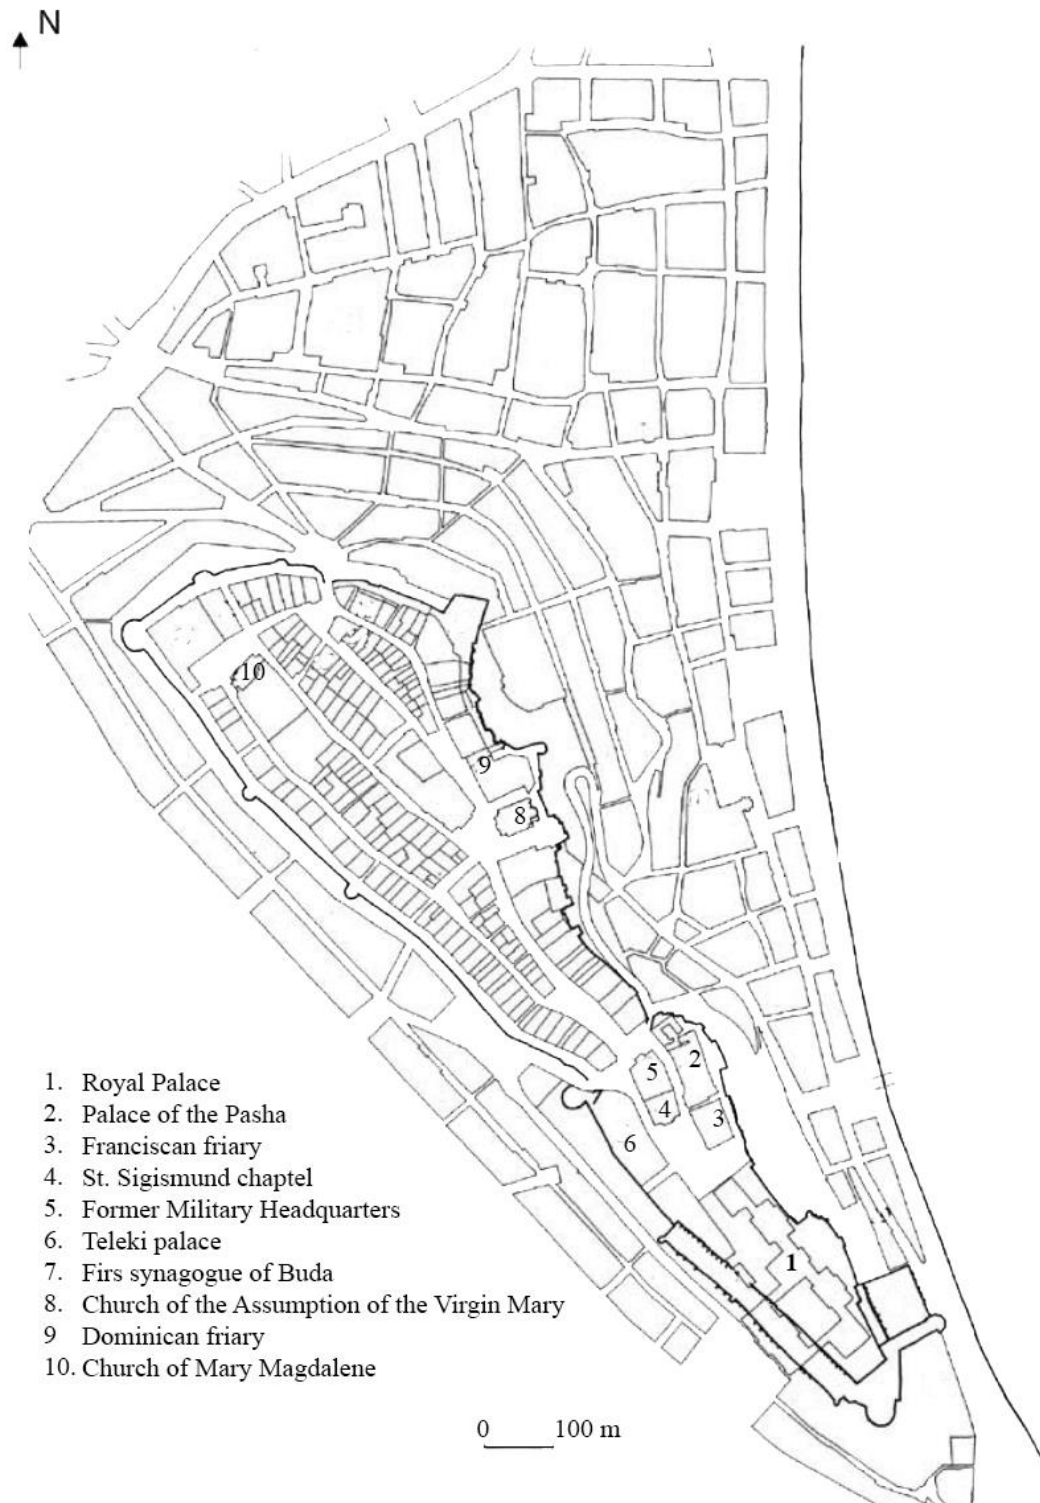 N
10
9
8
2
5
4
3
6
1
1. Royal Palace
2. Palace of the Pasha
3. Franciscan friary
4. St. Sigismund chaptel
5. Former Military Headquarters
6. Teleki palace
7. Firs synagogue of Buda
8. Church of the Assumption of the Virgin Mary
9 Dominican friary
10. Church of Mary Magdalene
0 100 m